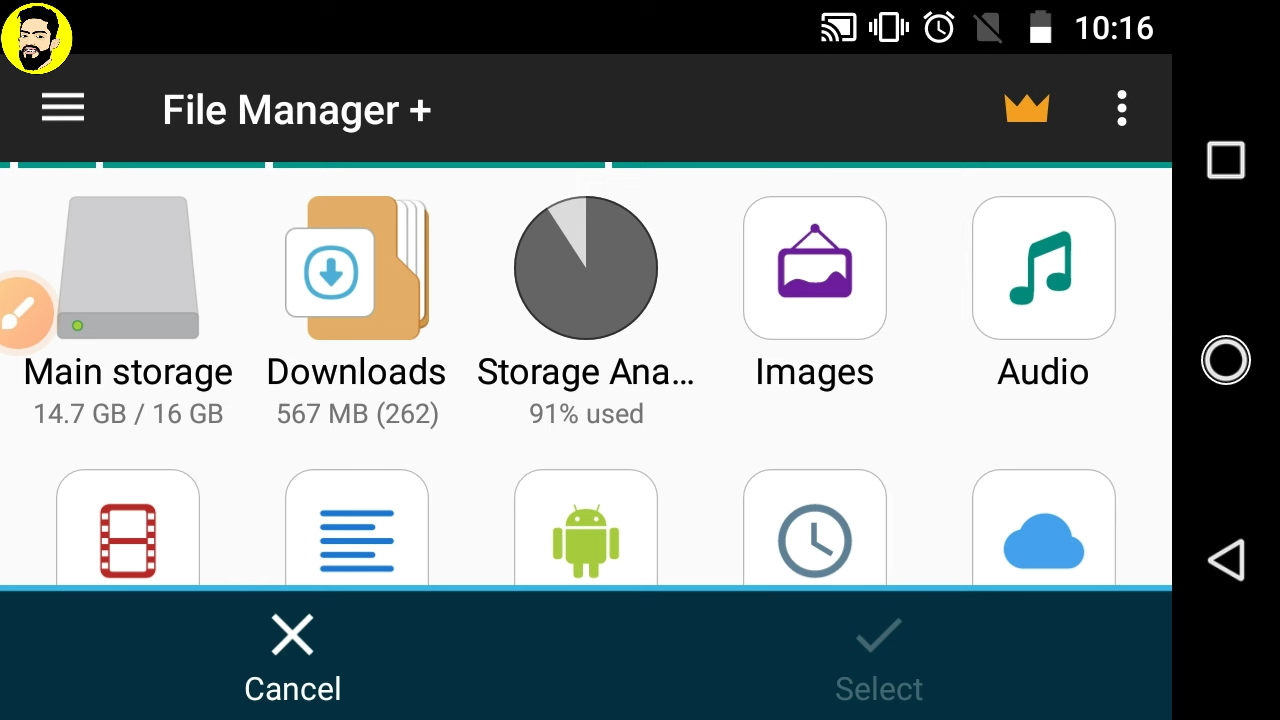 10:16
File Manager +
Main storage
14.7 GB / 16 GB
Downloads
567 MB (262)
Storage Ana...
91% used
Images
Audio
Cancel
Select